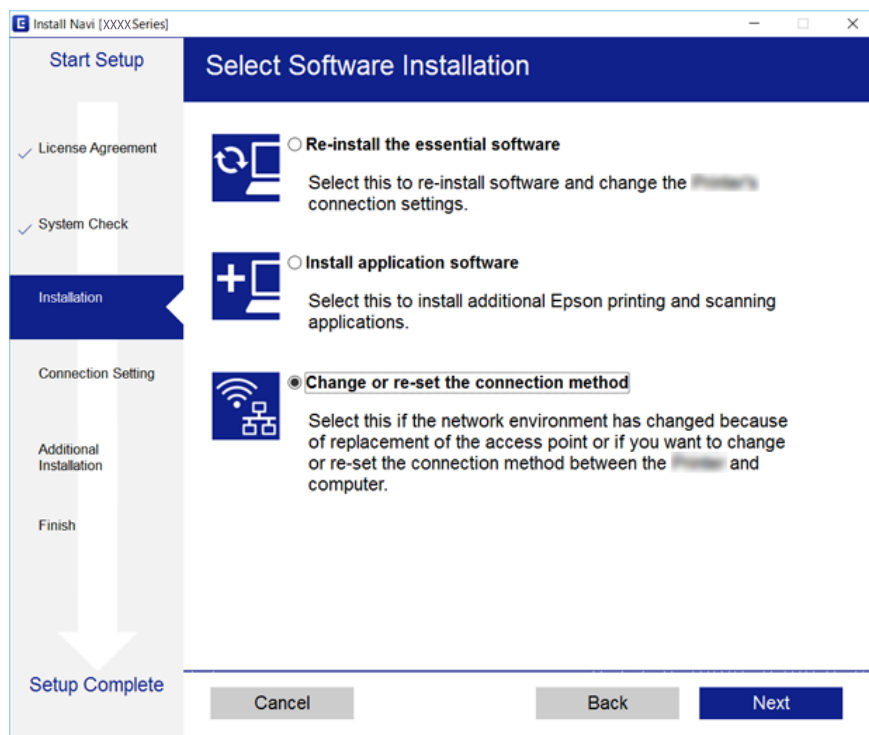 E Install Navi [XXXX Series]
Start Setup
Select Software Installation
License Agreement
System Check
Installation
Connection Setting
Additional
Installation
Finish
Setup Complete
Re-install the essential software
Select this to re-install software and change the
connection settings.
Install application software
Select this to install additional Epson printing and scanning
applications.
Change or re-set the connection method
Select this if the network environment has changed because
of replacement of the access point or if you want to change
or re-set the connection method between the and
computer.
Cancel
Back
Next